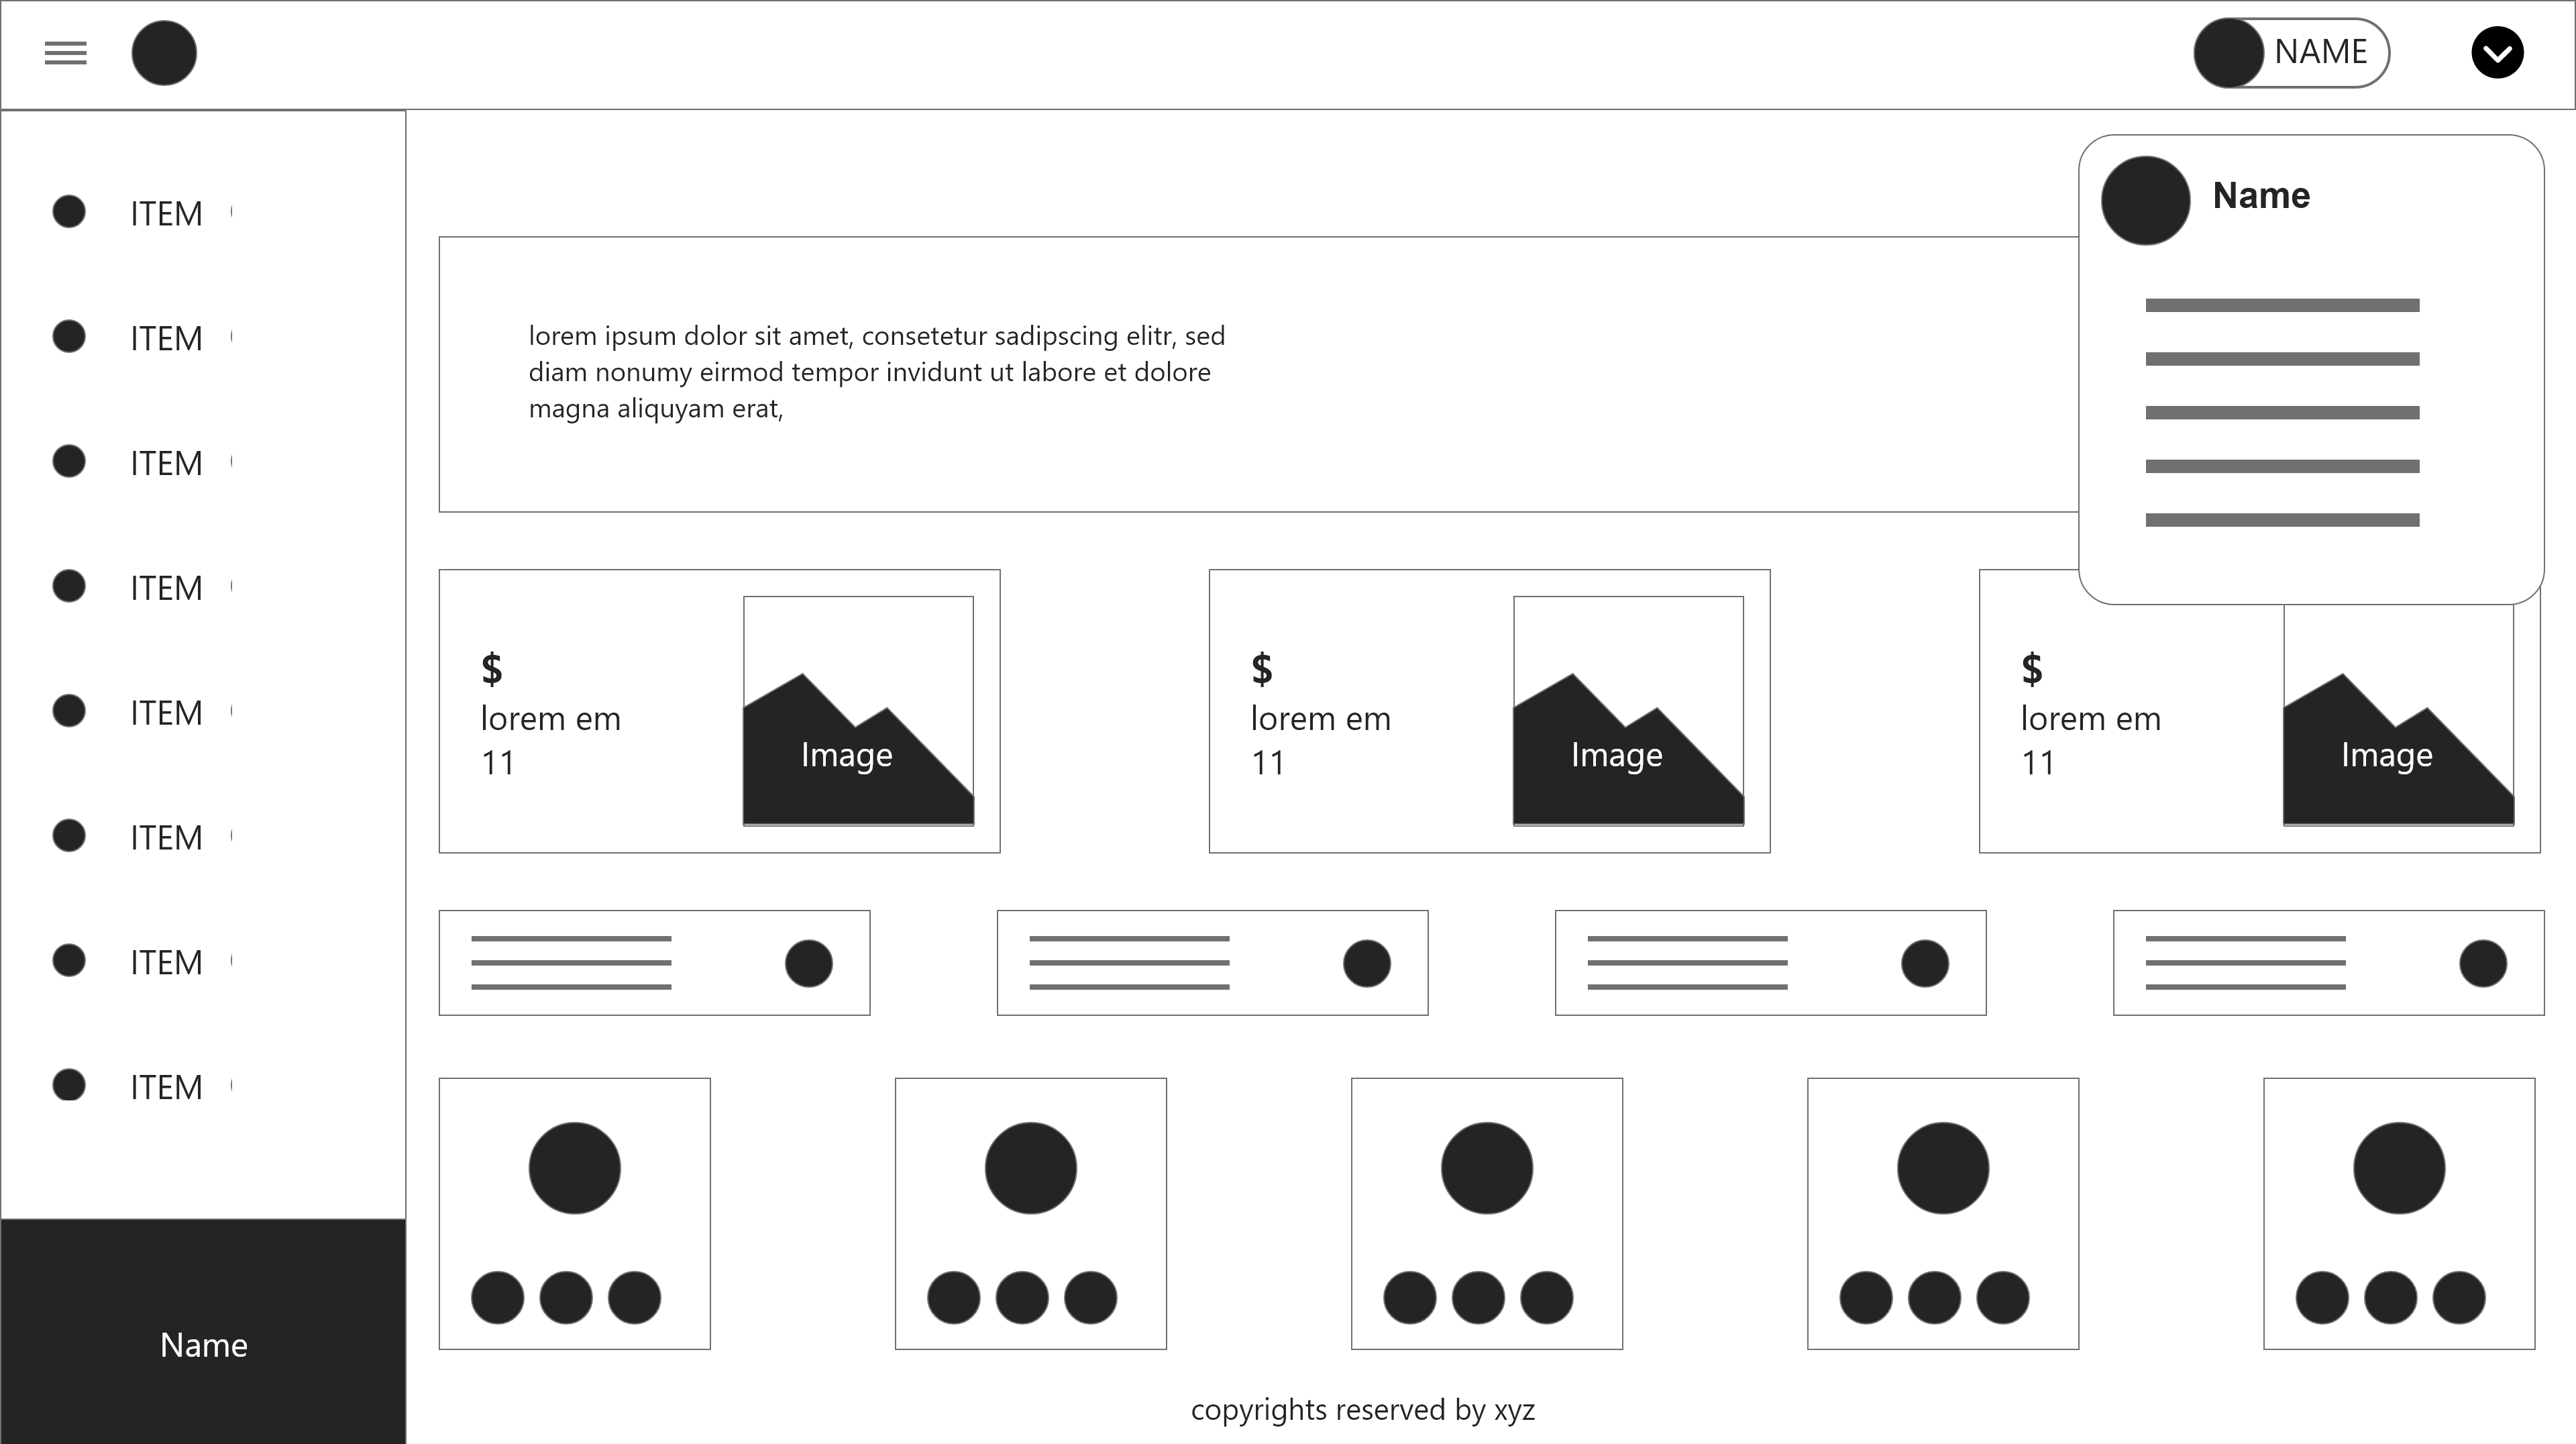 NAME
ITEM
ITEM
ITEM
ITEM
ITEM
ITEM
ITEM
ITEM
Name
Name
lorem ipsum dolor sit amet, consetetur sadipscing elitr, sed
diam nonumy eirmod tempor invidunt ut labore et dolore
magna aliquyam erat,
$
lorem em
11
Image
$
lorem em
11
Image
$
lorem em
11
Image
copyrights reserved by xyz